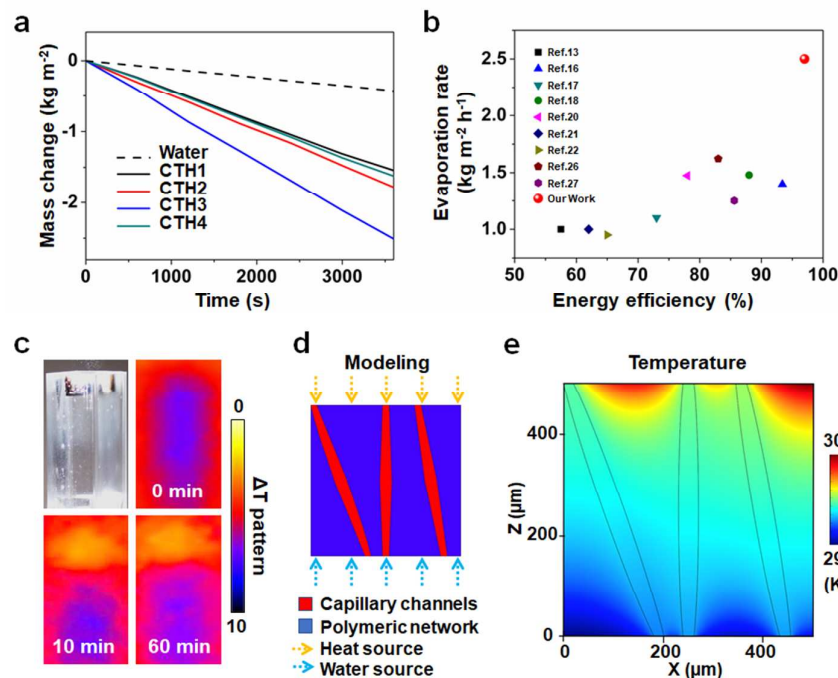 a
Mass change (kg m⁻²)
0
-1
-2
Water
CTH1
CTH2
CTH3
CTH4
0
1000
2000
3000
Time (s)
b
Evaporation rate
(kg m⁻² h⁻¹)
2.5
2.0
1.5
1.0
Ref.13
Ref.16
Ref.17
Ref.18
Ref.20
Ref.21
Ref.22
Ref.26
Ref.27
Our Work
50
60
70
80
90
100
Energy efficiency (%)
c
0 min
10 min
60 min
0
ΔT pattern
10
d
Modeling
Capillary channels
Polymeric network
Heat source
Water source
e
Temperature
Z (µm)
400
200
0
0
200
400
X (µm)
30
29
(K